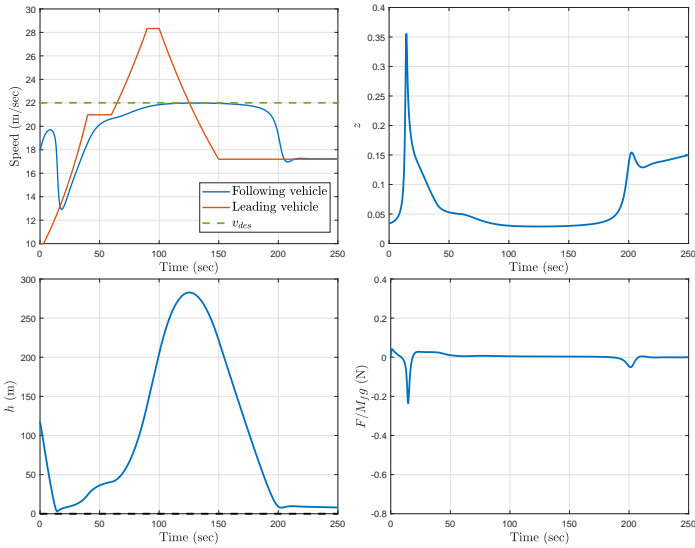 30
28
26
24
22
20
18
16
14
12
10
Speed (m/sec)
0 50 100 150 200 250
Time (sec)
Following vehicle
Leading vehicle
v_des
0.4
0.35
0.3
0.25
0.2
0.15
0.1
0.05
0
z
0 50 100 150 200 250
Time (sec)
300
250
200
150
100
50
0
h (m)
0 50 100 150 200 250
Time (sec)
0.4
0.2
0
-0.2
-0.4
-0.6
-0.8
F/M_f g (N)
0 50 100 150 200 250
Time (sec)